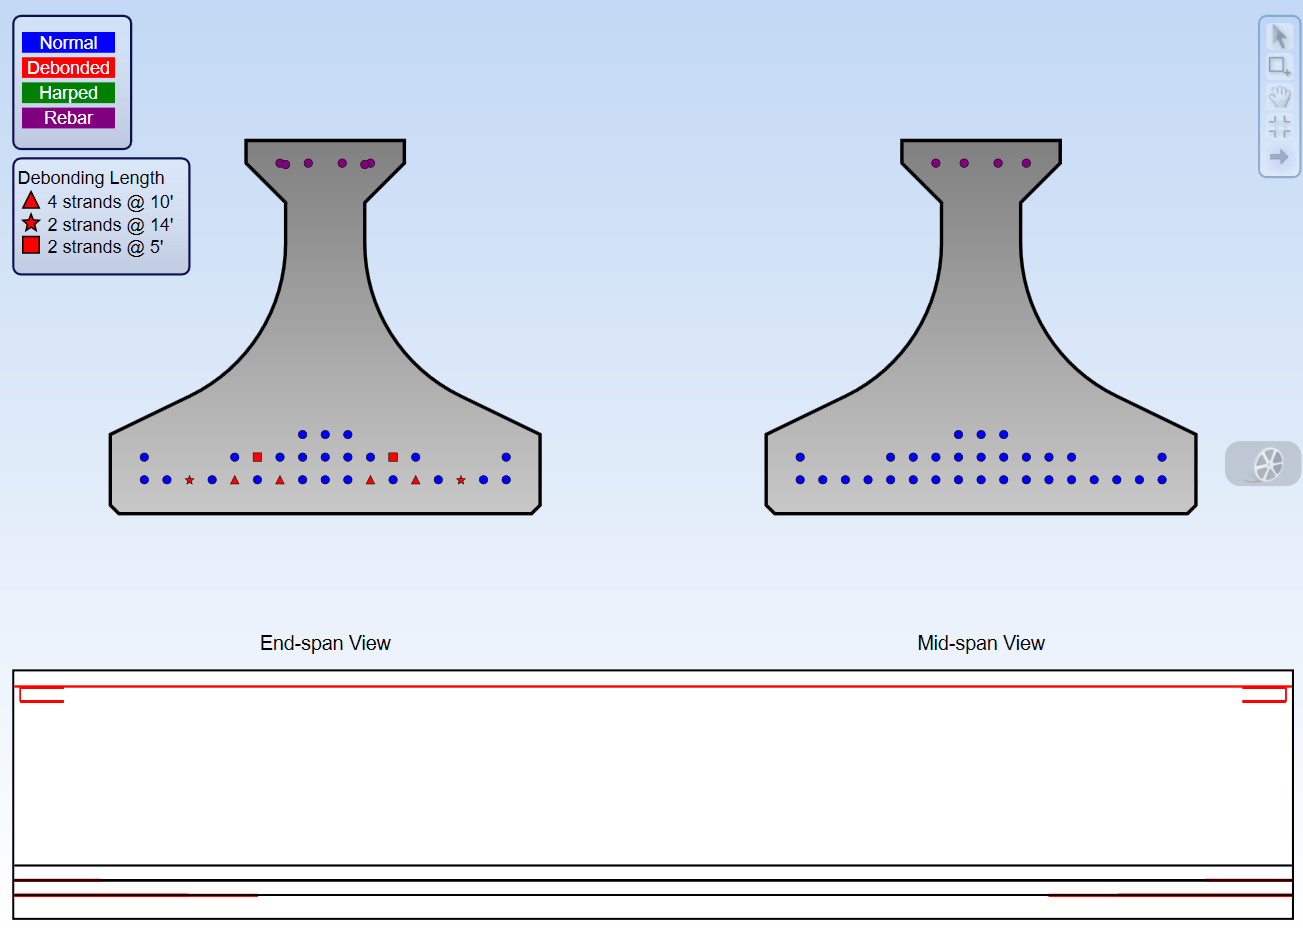 Normal
Debonded
Harped
Rebar
Debonding Length
4 strands @ 10'
2 strands @ 14'
2 strands @ 5'
End-span View
Mid-span View